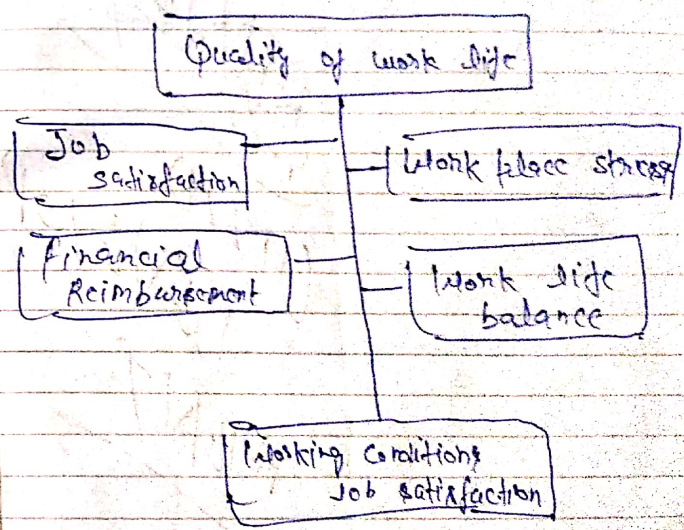 Quality of work life
Job
satisfaction
Work place stress
Financial
Reimbursement
Work life
balance
Working Conditions
Job satisfaction